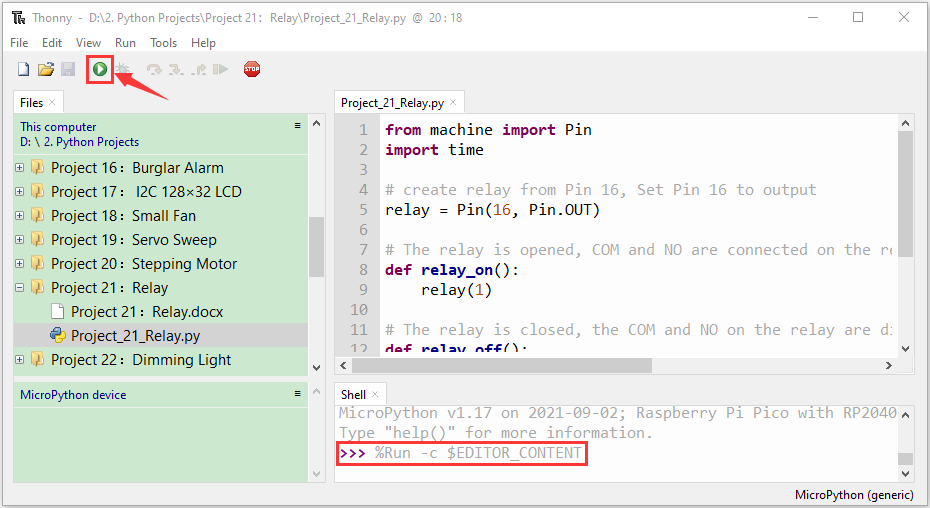 Thonny - D:\2. Python Projects\Project 21：Relay\Project_21_Relay.py @ 20 : 18
File Edit View Run Tools Help
STOP
Files
This computer
D: \ 2. Python Projects
Project 16：Burglar Alarm
Project 17： I2C 128×32 LCD
Project 18：Small Fan
Project 19：Servo Sweep
Project 20：Stepping Motor
Project 21：Relay
Project 21：Relay.docx
Project_21_Relay.py
Project 22：Dimming Light
MicroPython device
Project_21_Relay.py
1 from machine import Pin
2 import time
3
4 # create relay from Pin 16, Set Pin 16 to output
5 relay = Pin(16, Pin.OUT)
6
7 # The relay is opened, COM and NO are connected on the re
8 def relay_on():
9 relay(1)
10
11 # The relay is closed, the COM and NO on the relay are di
12 def relay_off():
Shell
MicroPython v1.17 on 2021-09-02; Raspberry Pi Pico with RP2040
Type "help()" for more information.
>>> %Run -c $EDITOR_CONTENT
MicroPython (generic)